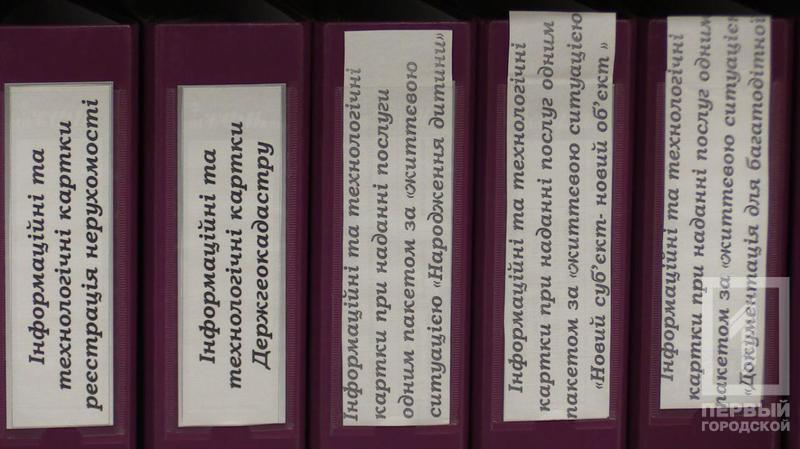 Інформаційні та
технологічні картки
реєстрація нерухомості
Інформаційні та
технологічні картки
Держгеокадастру
Інформаційні та технологічні
картки при наданні послуги
одним пакетом за «життєвою
ситуацією «Народження дитини»
Інформаційні та технологічні
картки при наданні послуг одним
пакетом за «життєвою ситуацією
«Новий суб'єкт- новий об'єкт »
Інформаційні та технологічні
картки при наданні послуг одним
пакетом за «життєвою ситуацією
«Документація для багатодітної
ПЕРВЫЙ
ГОРОДСКОЙ